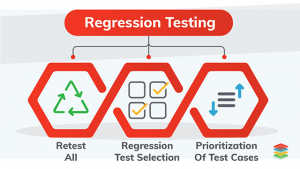 Regression Testing
Retest
All
Regression
Test Selection
Prioritization
Of Test Cases